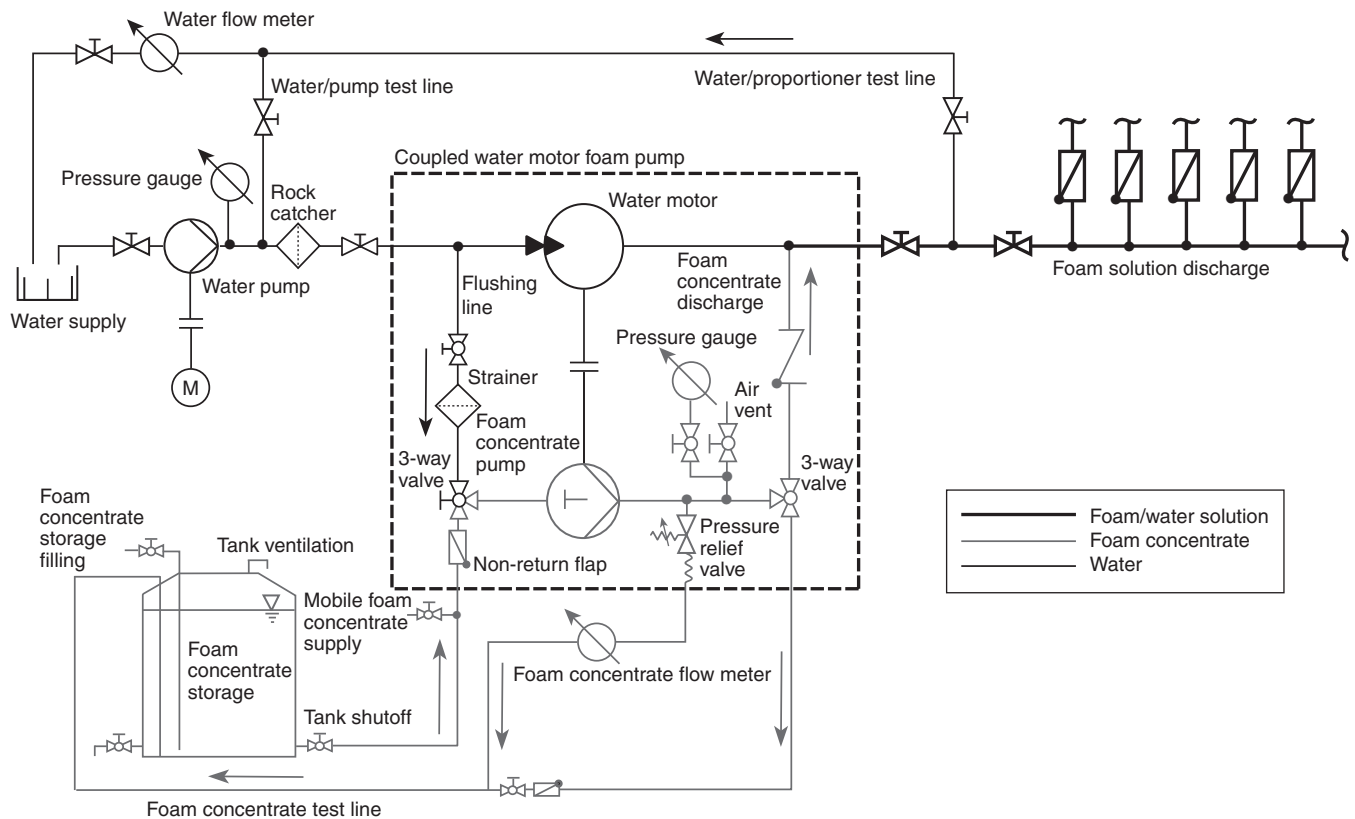 Water flow meter
Water/pump test line
Water/proportioner test line
Coupled water motor foam pump
Pressure gauge
Rock
catcher
Water motor
Water pump
Water supply
M
Flushing
line
Foam
concentrate
discharge
Foam solution discharge
Pressure gauge
Strainer
Air
vent
Foam
concentrate
pump
3-way
valve
3-way
valve
Foam
concentrate
storage
filling
Tank ventilation
Pressure
relief
valve
Non-return flap
Foam/water solution
Foam concentrate
Water
Mobile foam
concentrate
supply
Foam
concentrate
storage
Foam concentrate flow meter
Tank shutoff
Foam concentrate test line